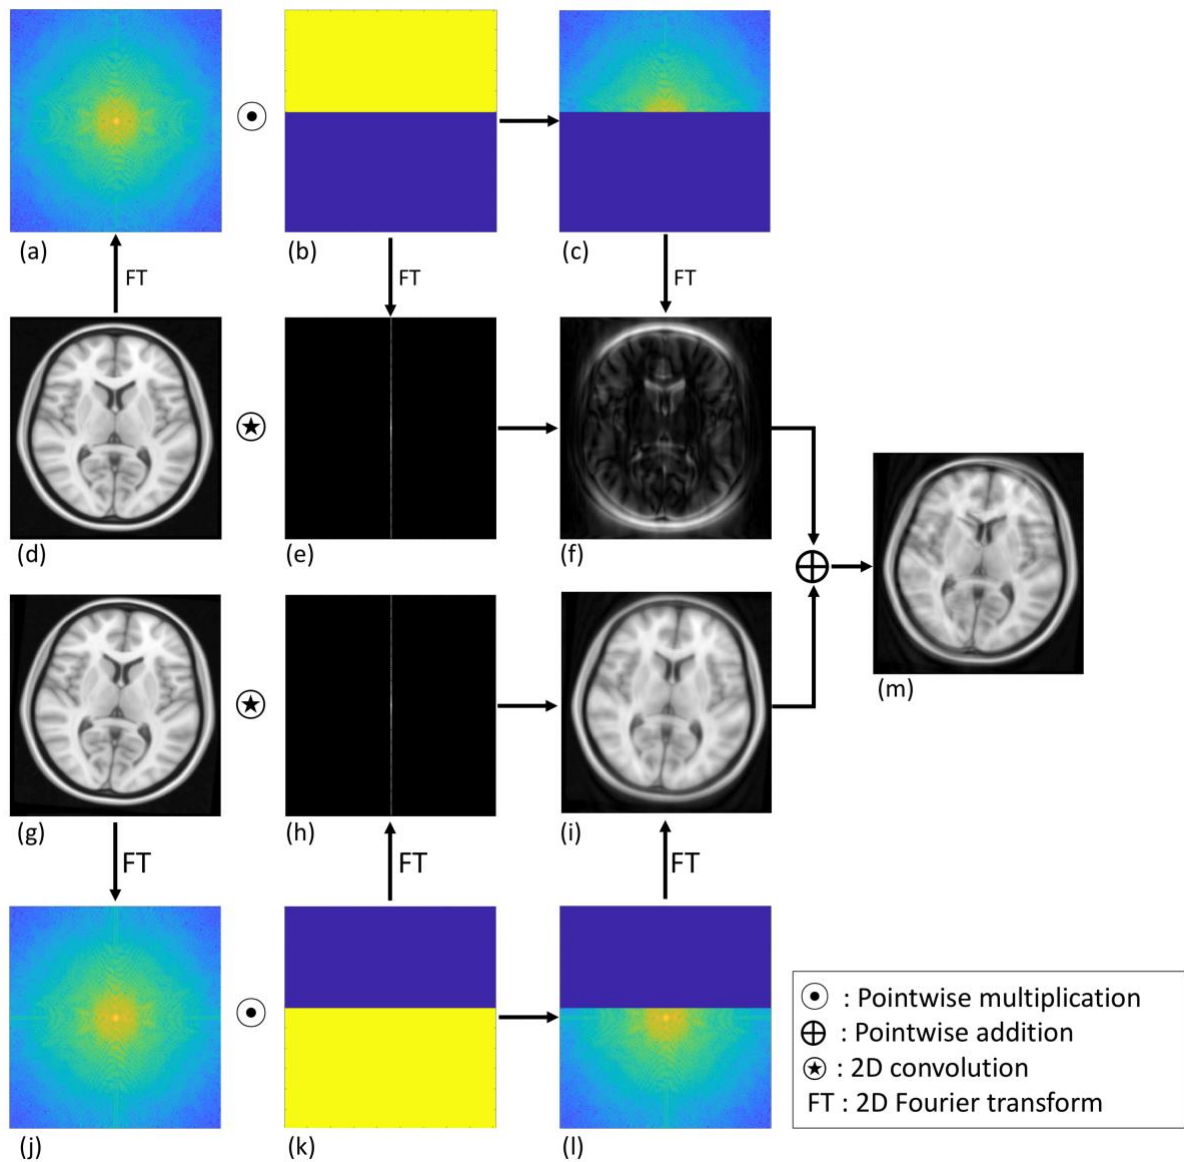 (a)
(b)
(c)
FT
FT
FT
(d)
(e)
(f)
(g)
(h)
(i)
(m)
FT
FT
FT
(j)
(k)
(l)
: Pointwise multiplication
: Pointwise addition
: 2D convolution
FT : 2D Fourier transform